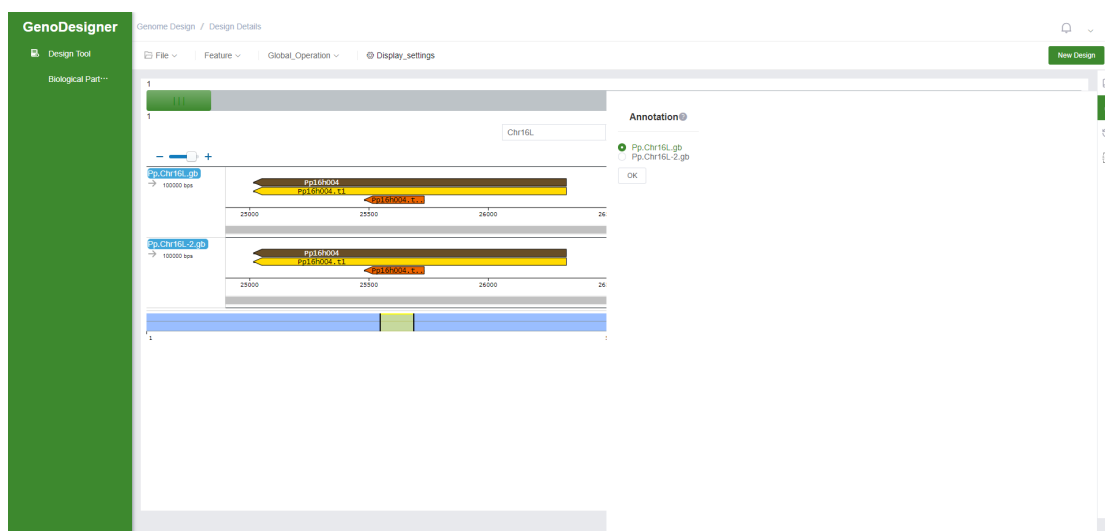 GenoDesigner
Genome Design / Design Details
Design Tool
File Feature Global_Operation Display_settings New Design
Biological Part···
1
1
Annotation
Chr16L
Pp.Chr16L.gb
Pp.Chr16L-2.gb
OK
− +
Pp.Chr16L.gb
100000 bps
Pp16h004
Pp16h004.t1
Pp16h004.t..
25000 25500 26000 26
Pp.Chr16L-2.gb
100000 bps
Pp16h004
Pp16h004.t1
Pp16h004.t..
25000 25500 26000 26
1